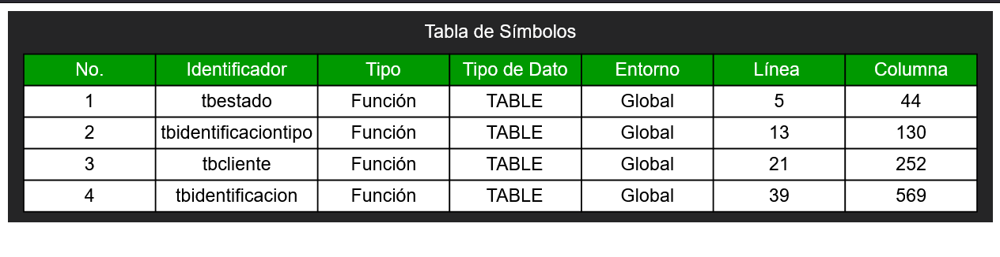 Tabla de Símbolos
No. Identificador Tipo Tipo de Dato Entorno Línea Columna
1 tbestado Función TABLE Global 5 44
2 tbidentificaciontipo Función TABLE Global 13 130
3 tbcliente Función TABLE Global 21 252
4 tbidentificacion Función TABLE Global 39 569